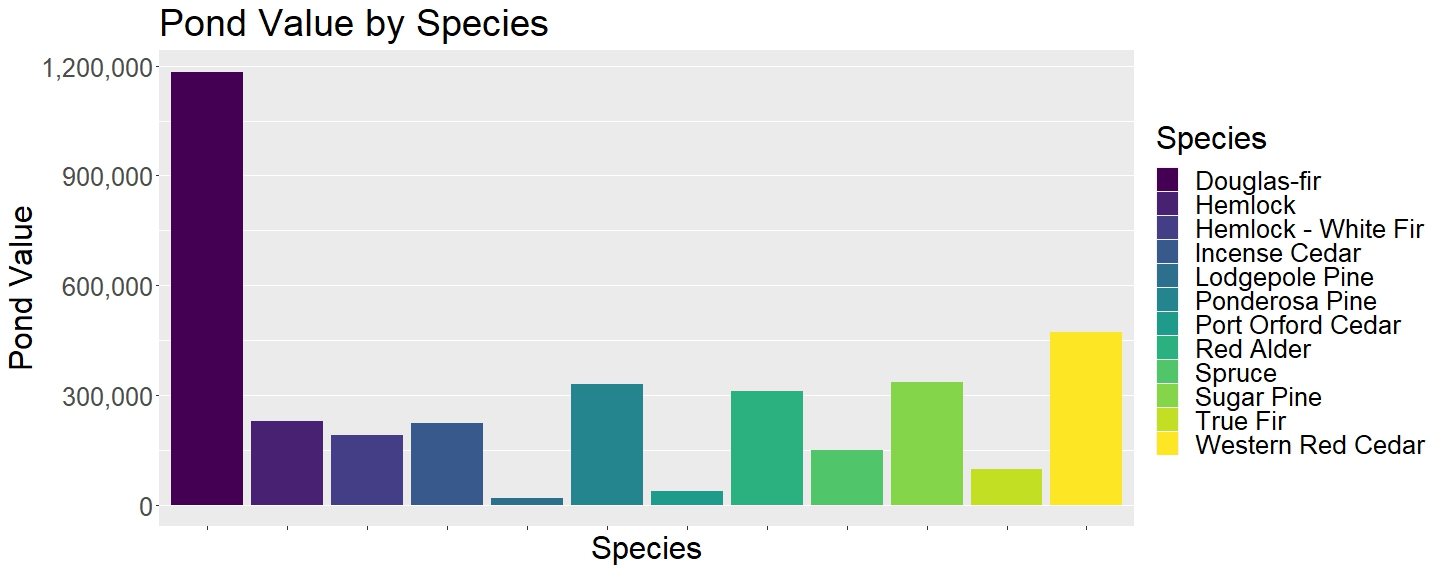 Pond Value by Species
1,200,000
900,000
600,000
300,000
0
Pond Value
Species
Species
Douglas-fir
Hemlock
Hemlock - White Fir
Incense Cedar
Lodgepole Pine
Ponderosa Pine
Port Orford Cedar
Red Alder
Spruce
Sugar Pine
True Fir
Western Red Cedar